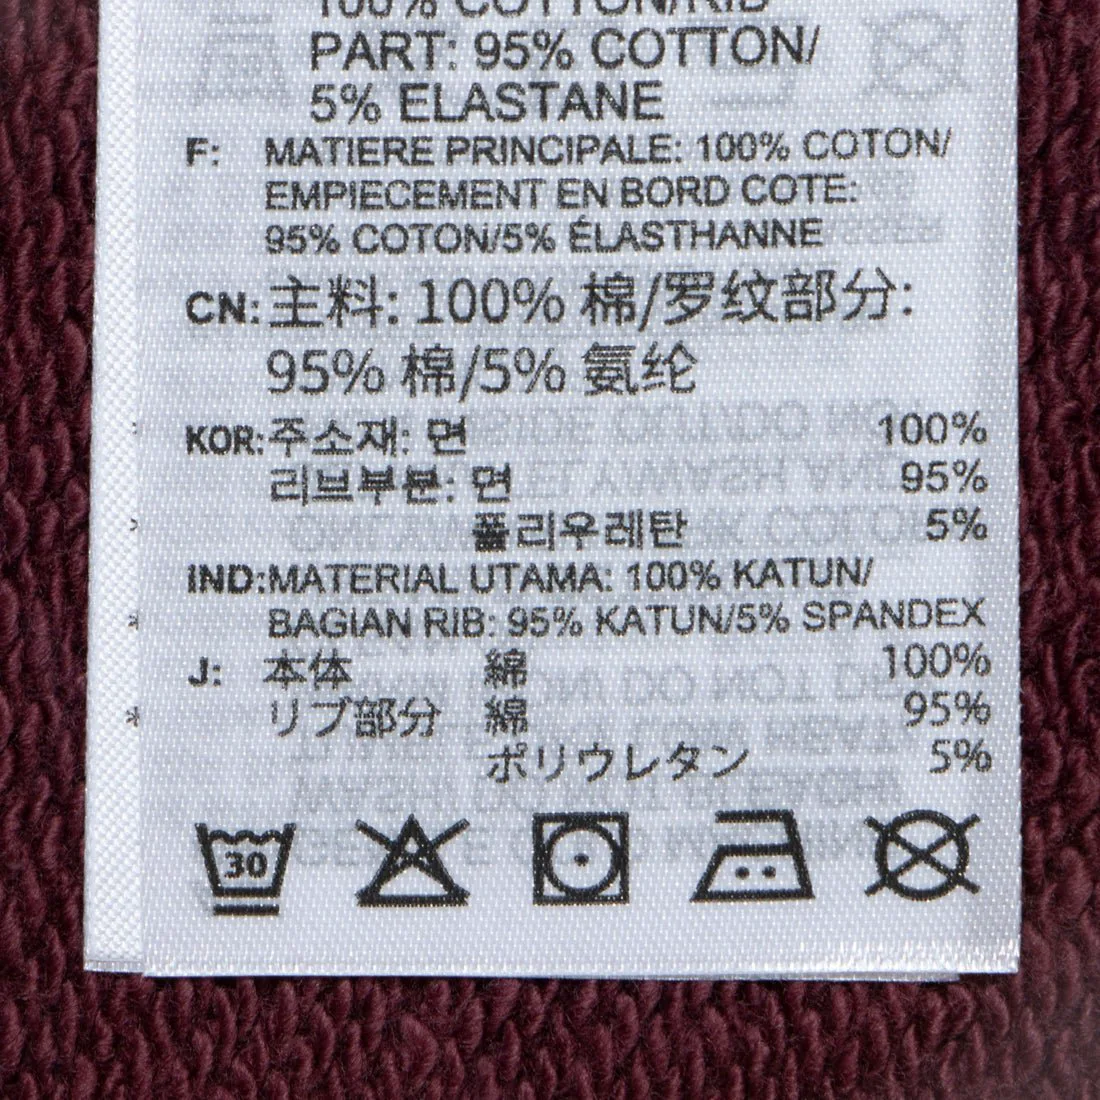 100% COTTON/RIB
PART: 95% COTTON/
5% ELASTANE
F: MATIERE PRINCIPALE: 100% COTON/
EMPIECEMENT EN BORD COTE:
95% COTON/5% ÉLASTHANNE
CN: 主料: 100% 棉/罗纹部分:
95% 棉/5% 氨纶
KOR: 주소재: 면 100%
리브부분: 면 95%
폴리우레탄 5%
IND: MATERIAL UTAMA: 100% KATUN/
BAGIAN RIB: 95% KATUN/5% SPANDEX
J: 本体 綿 100%
リブ部分 綿 95%
ポリウレタン 5%
30